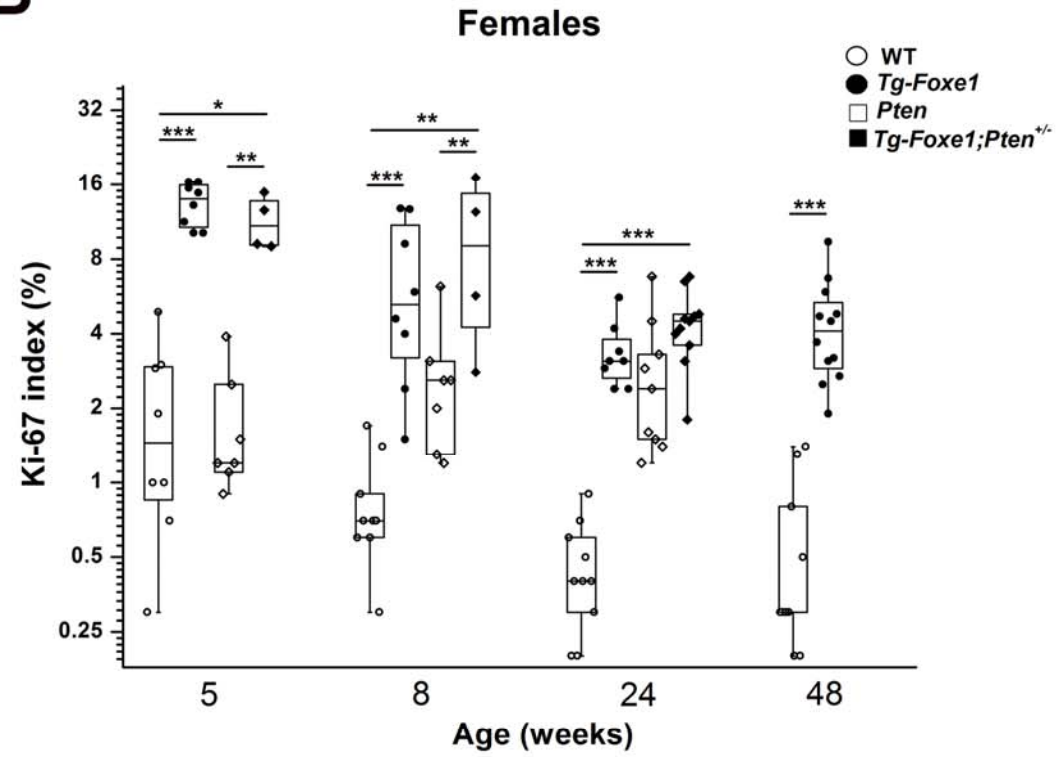 Females
WT
Tg-Foxe1
Pten
Tg-Foxe1;Pten+/-
Ki-67 index (%)
32
16
8
4
2
1
0.5
0.25
*
***
**
**
**
***
***
***
***
5 8 24 48
Age (weeks)